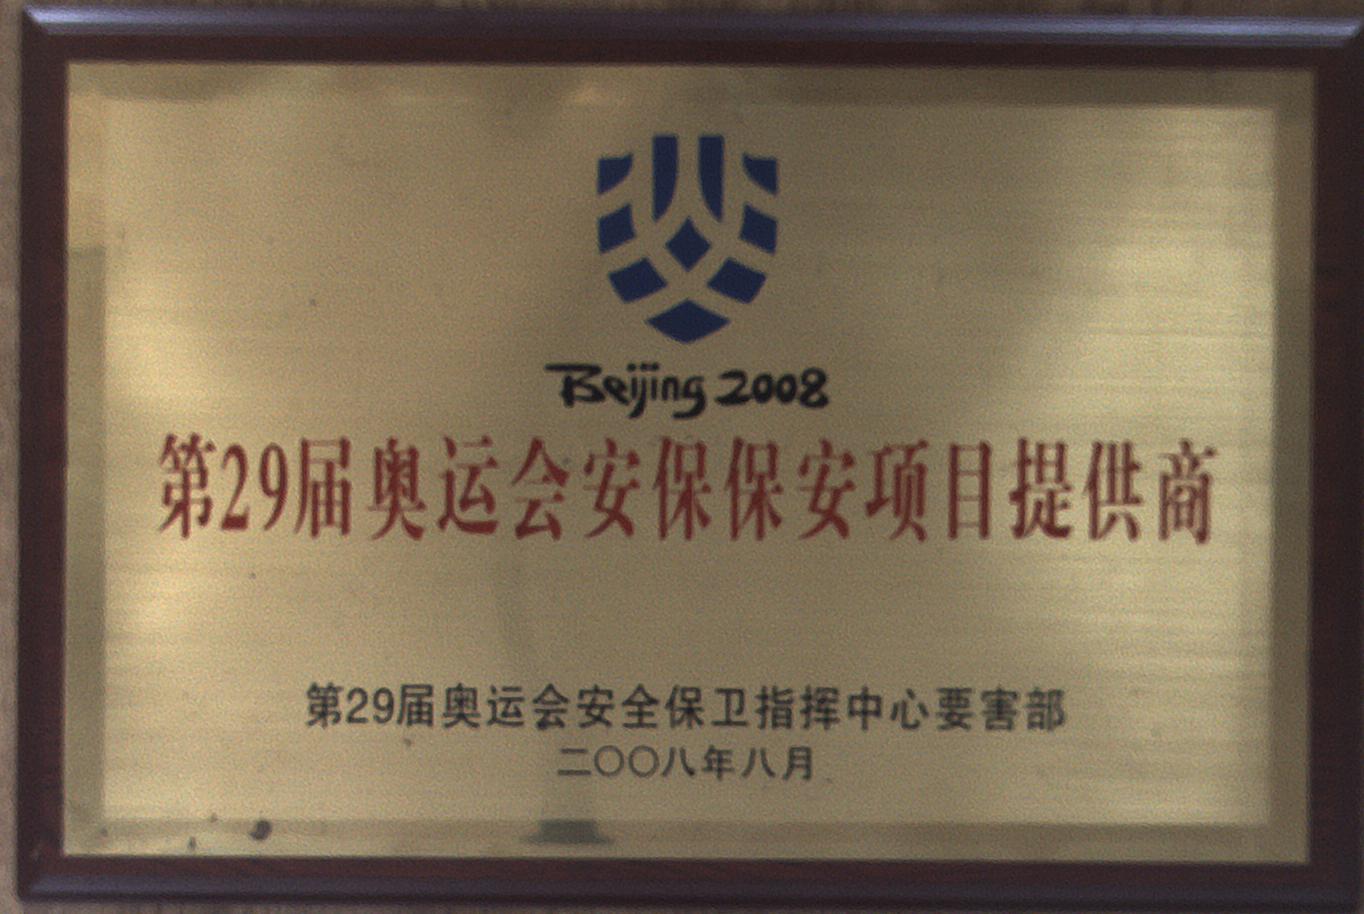 Beijing 2008
第29届奥运会安保保安项目提供商
第29届奥运会安全保卫指挥中心要害部
二〇〇八年八月